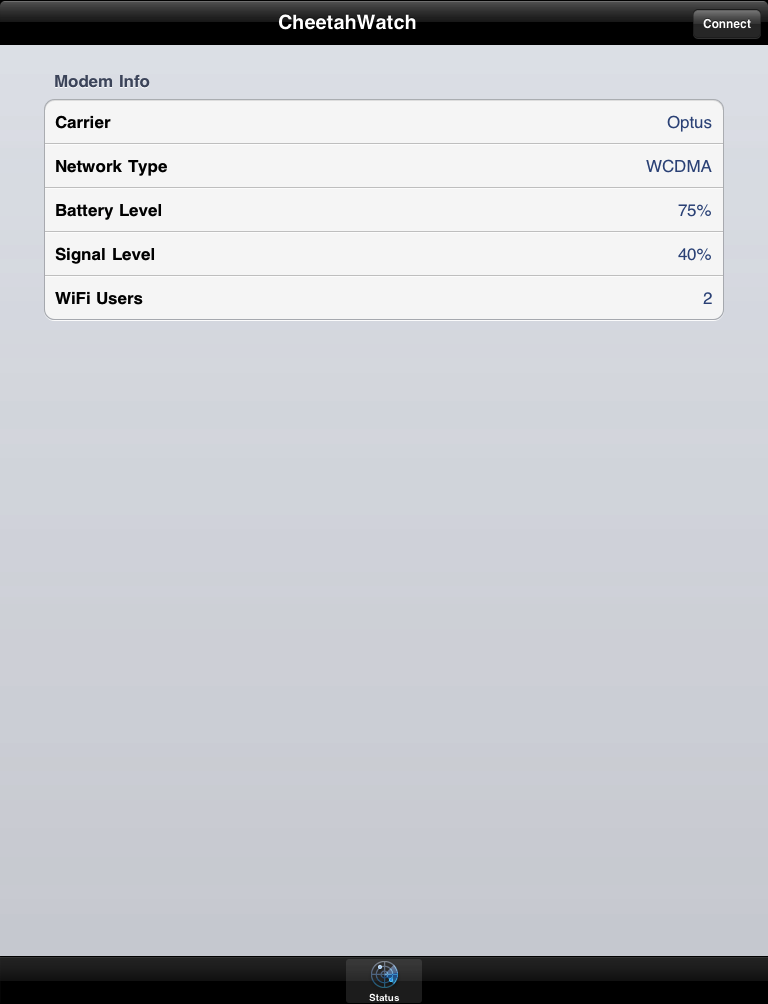 CheetahWatch
Connect
Modem Info
Carrier Optus
Network Type WCDMA
Battery Level 75%
Signal Level 40%
WiFi Users 2
Status